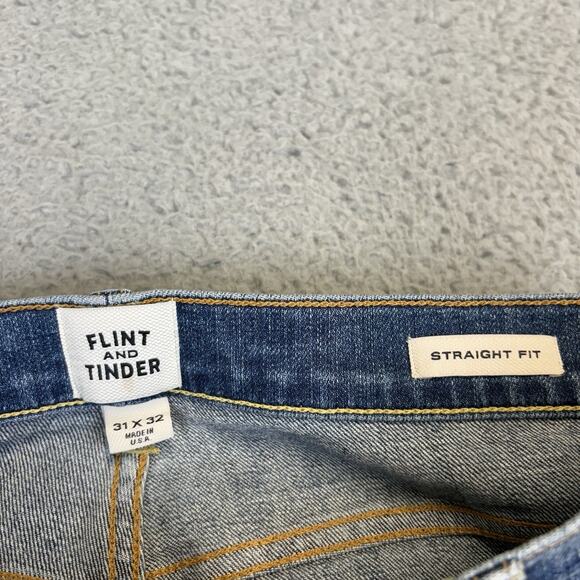 FLINT
AND
TINDER
31 X 32
MADE IN
U.S.A.
STRAIGHT FIT